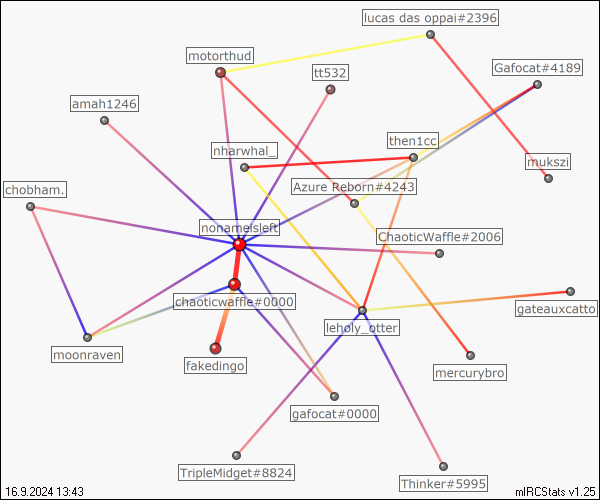 lucas das oppai#2396
motorthud
tt532
Gafocat#4189
amah1246
then1cc
nharwhal_
mukszi
chobham.
Azure Reborn#4243
nonameisleft
ChaoticWaffle#2006
chaoticwaffle#0000
gateauxcatto
leholy_otter
moonraven
fakedingo
mercurybro
gafocat#0000
TripleMidget#8824
Thinker#5995
16.9.2024 13:43
mIRCStats v1.25